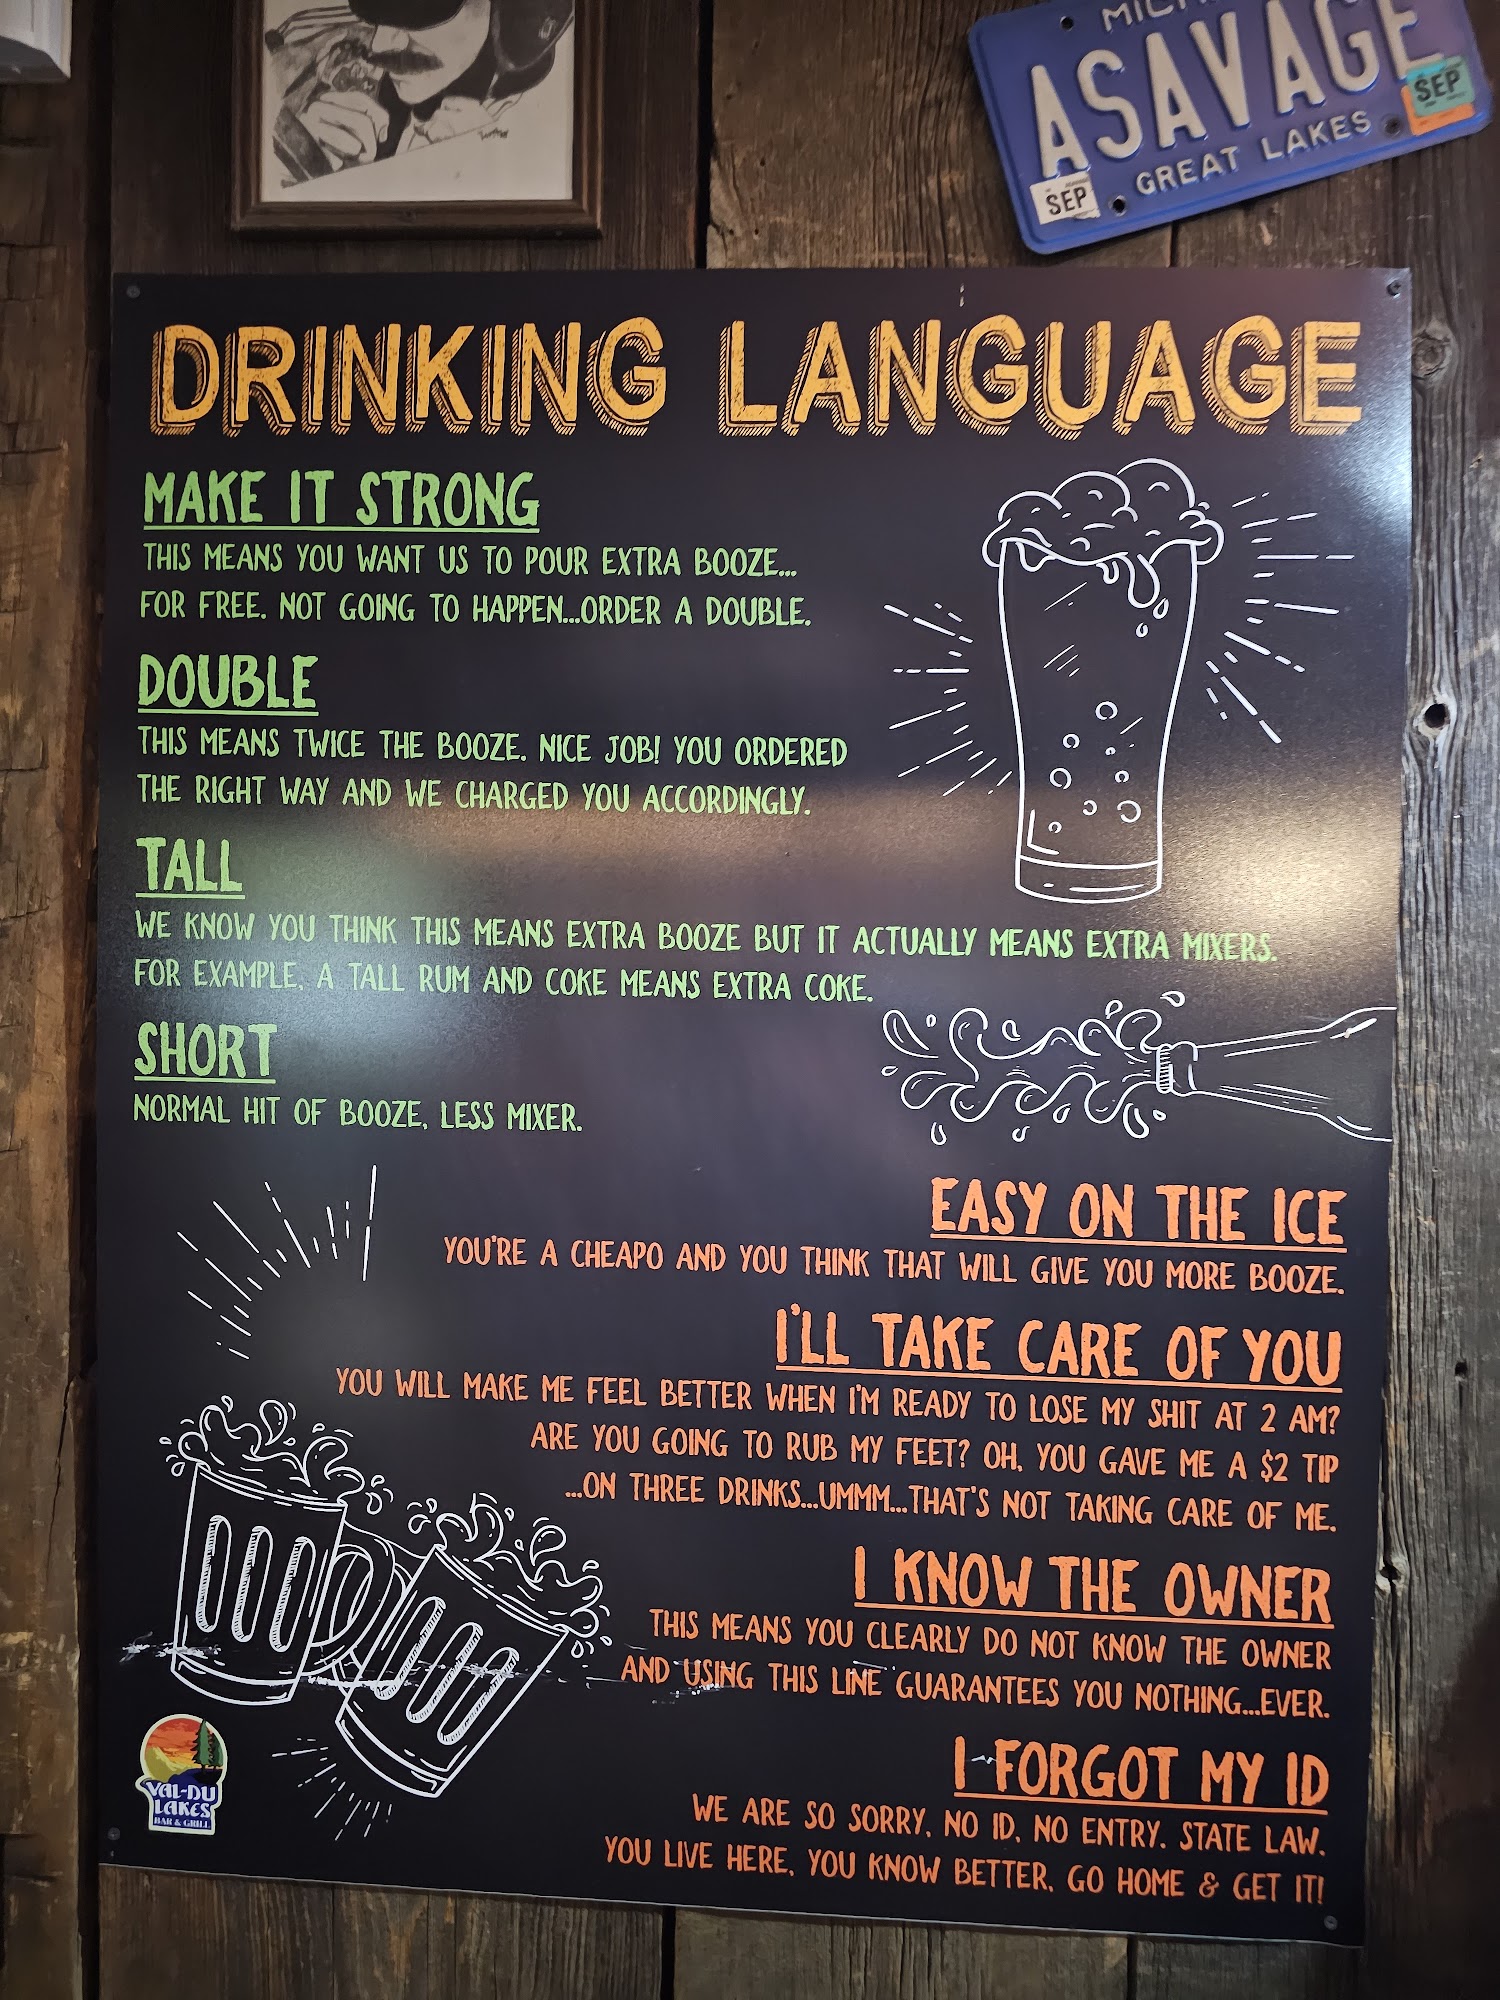 ASAVAGE
SEP
SEP
GREAT LAKES
DRINKING LANGUAGE
MAKE IT STRONG
THIS MEANS YOU WANT US TO POUR EXTRA BOOZE...
FOR FREE. NOT GOING TO HAPPEN...ORDER A DOUBLE.
DOUBLE
THIS MEANS TWICE THE BOOZE. NICE JOB! YOU ORDERED
THE RIGHT WAY AND WE CHARGED YOU ACCORDINGLY.
TALL
WE KNOW YOU THINK THIS MEANS EXTRA BOOZE BUT IT ACTUALLY MEANS EXTRA MIXERS.
FOR EXAMPLE, A TALL RUM AND COKE MEANS EXTRA COKE.
SHORT
NORMAL HIT OF BOOZE, LESS MIXER.
EASY ON THE ICE
YOU'RE A CHEAPO AND YOU THINK THAT WILL GIVE YOU MORE BOOZE.
I'LL TAKE CARE OF YOU
YOU WILL MAKE ME FEEL BETTER WHEN I'M READY TO LOSE MY SHIT AT 2 AM?
ARE YOU GOING TO RUB MY FEET? OH, YOU GAVE ME A $2 TIP
...ON THREE DRINKS...UMMM...THAT'S NOT TAKING CARE OF ME.
I KNOW THE OWNER
THIS MEANS YOU CLEARLY DO NOT KNOW THE OWNER
AND USING THIS LINE GUARANTEES YOU NOTHING...EVER.
I FORGOT MY ID
WE ARE SO SORRY, NO ID, NO ENTRY. STATE LAW.
YOU LIVE HERE, YOU KNOW BETTER, GO HOME & GET IT!
VAL-DU
LAKES
BAR & GRILL